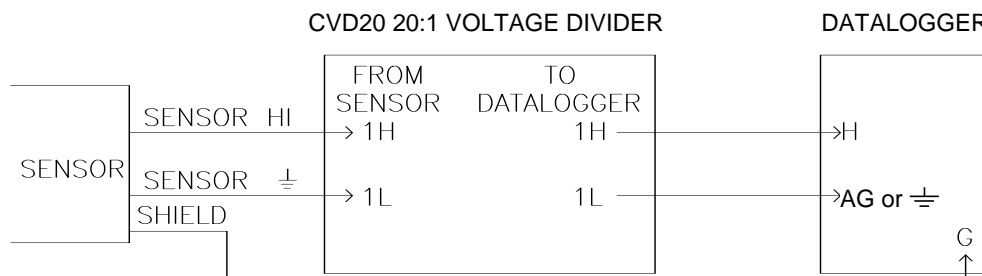 CVD20 20:1 VOLTAGE DIVIDER
DATALOGGER
FROM SENSOR
TO DATALOGGER
SENSOR HI
1H
1H
H
SENSOR
SENSOR ⏚
1L
1L
AG or ⏚
SHIELD
G